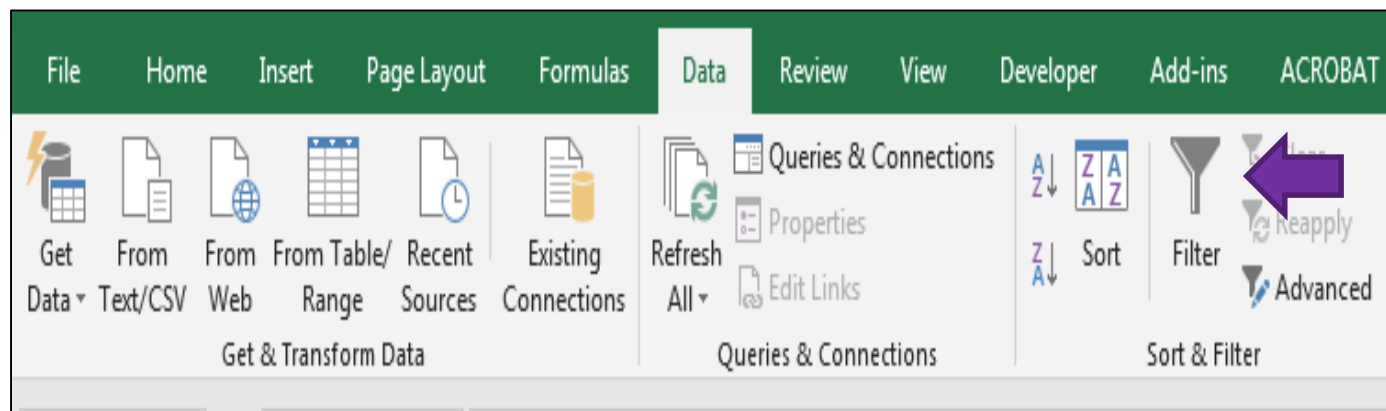 File Home Insert Page Layout Formulas Data Review View Developer Add-ins ACROBAT
Get
Data
From
Text/CSV
From
Web
From Table/
Range
Recent
Sources
Existing
Connections
Get & Transform Data
Refresh
All
Queries & Connections
Properties
Edit Links
Queries & Connections
A
Z
Z
A
Z A
A Z
Sort
Filter
Reapply
Advanced
Sort & Filter